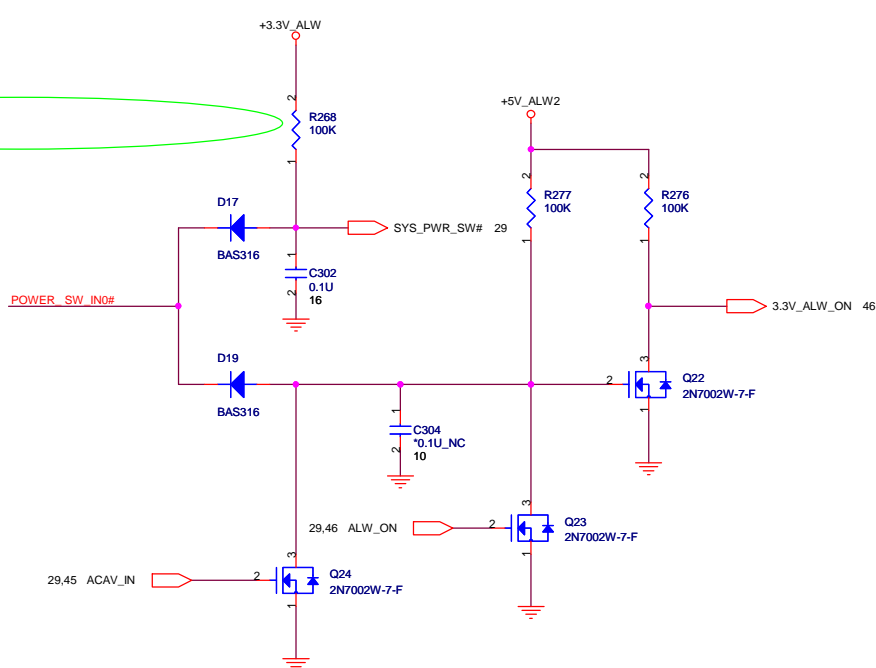 +3.3V_ALW
2
R268
100K
1
+5V_ALW2
2
R277
100K
1
2
R276
100K
1
D17
BAS316
SYS_PWR_SW# 29
1
C302
0.1U
2
16
POWER_SW_IN0#
3.3V_ALW_ON 46
D19
BAS316
3
2
Q22
2N7002W-7-F
1
1
C304
*0.1U_NC
2
10
3
29,46 ALW_ON
2
Q23
2N7002W-7-F
1
3
29,45 ACAV_IN
2
Q24
2N7002W-7-F
1